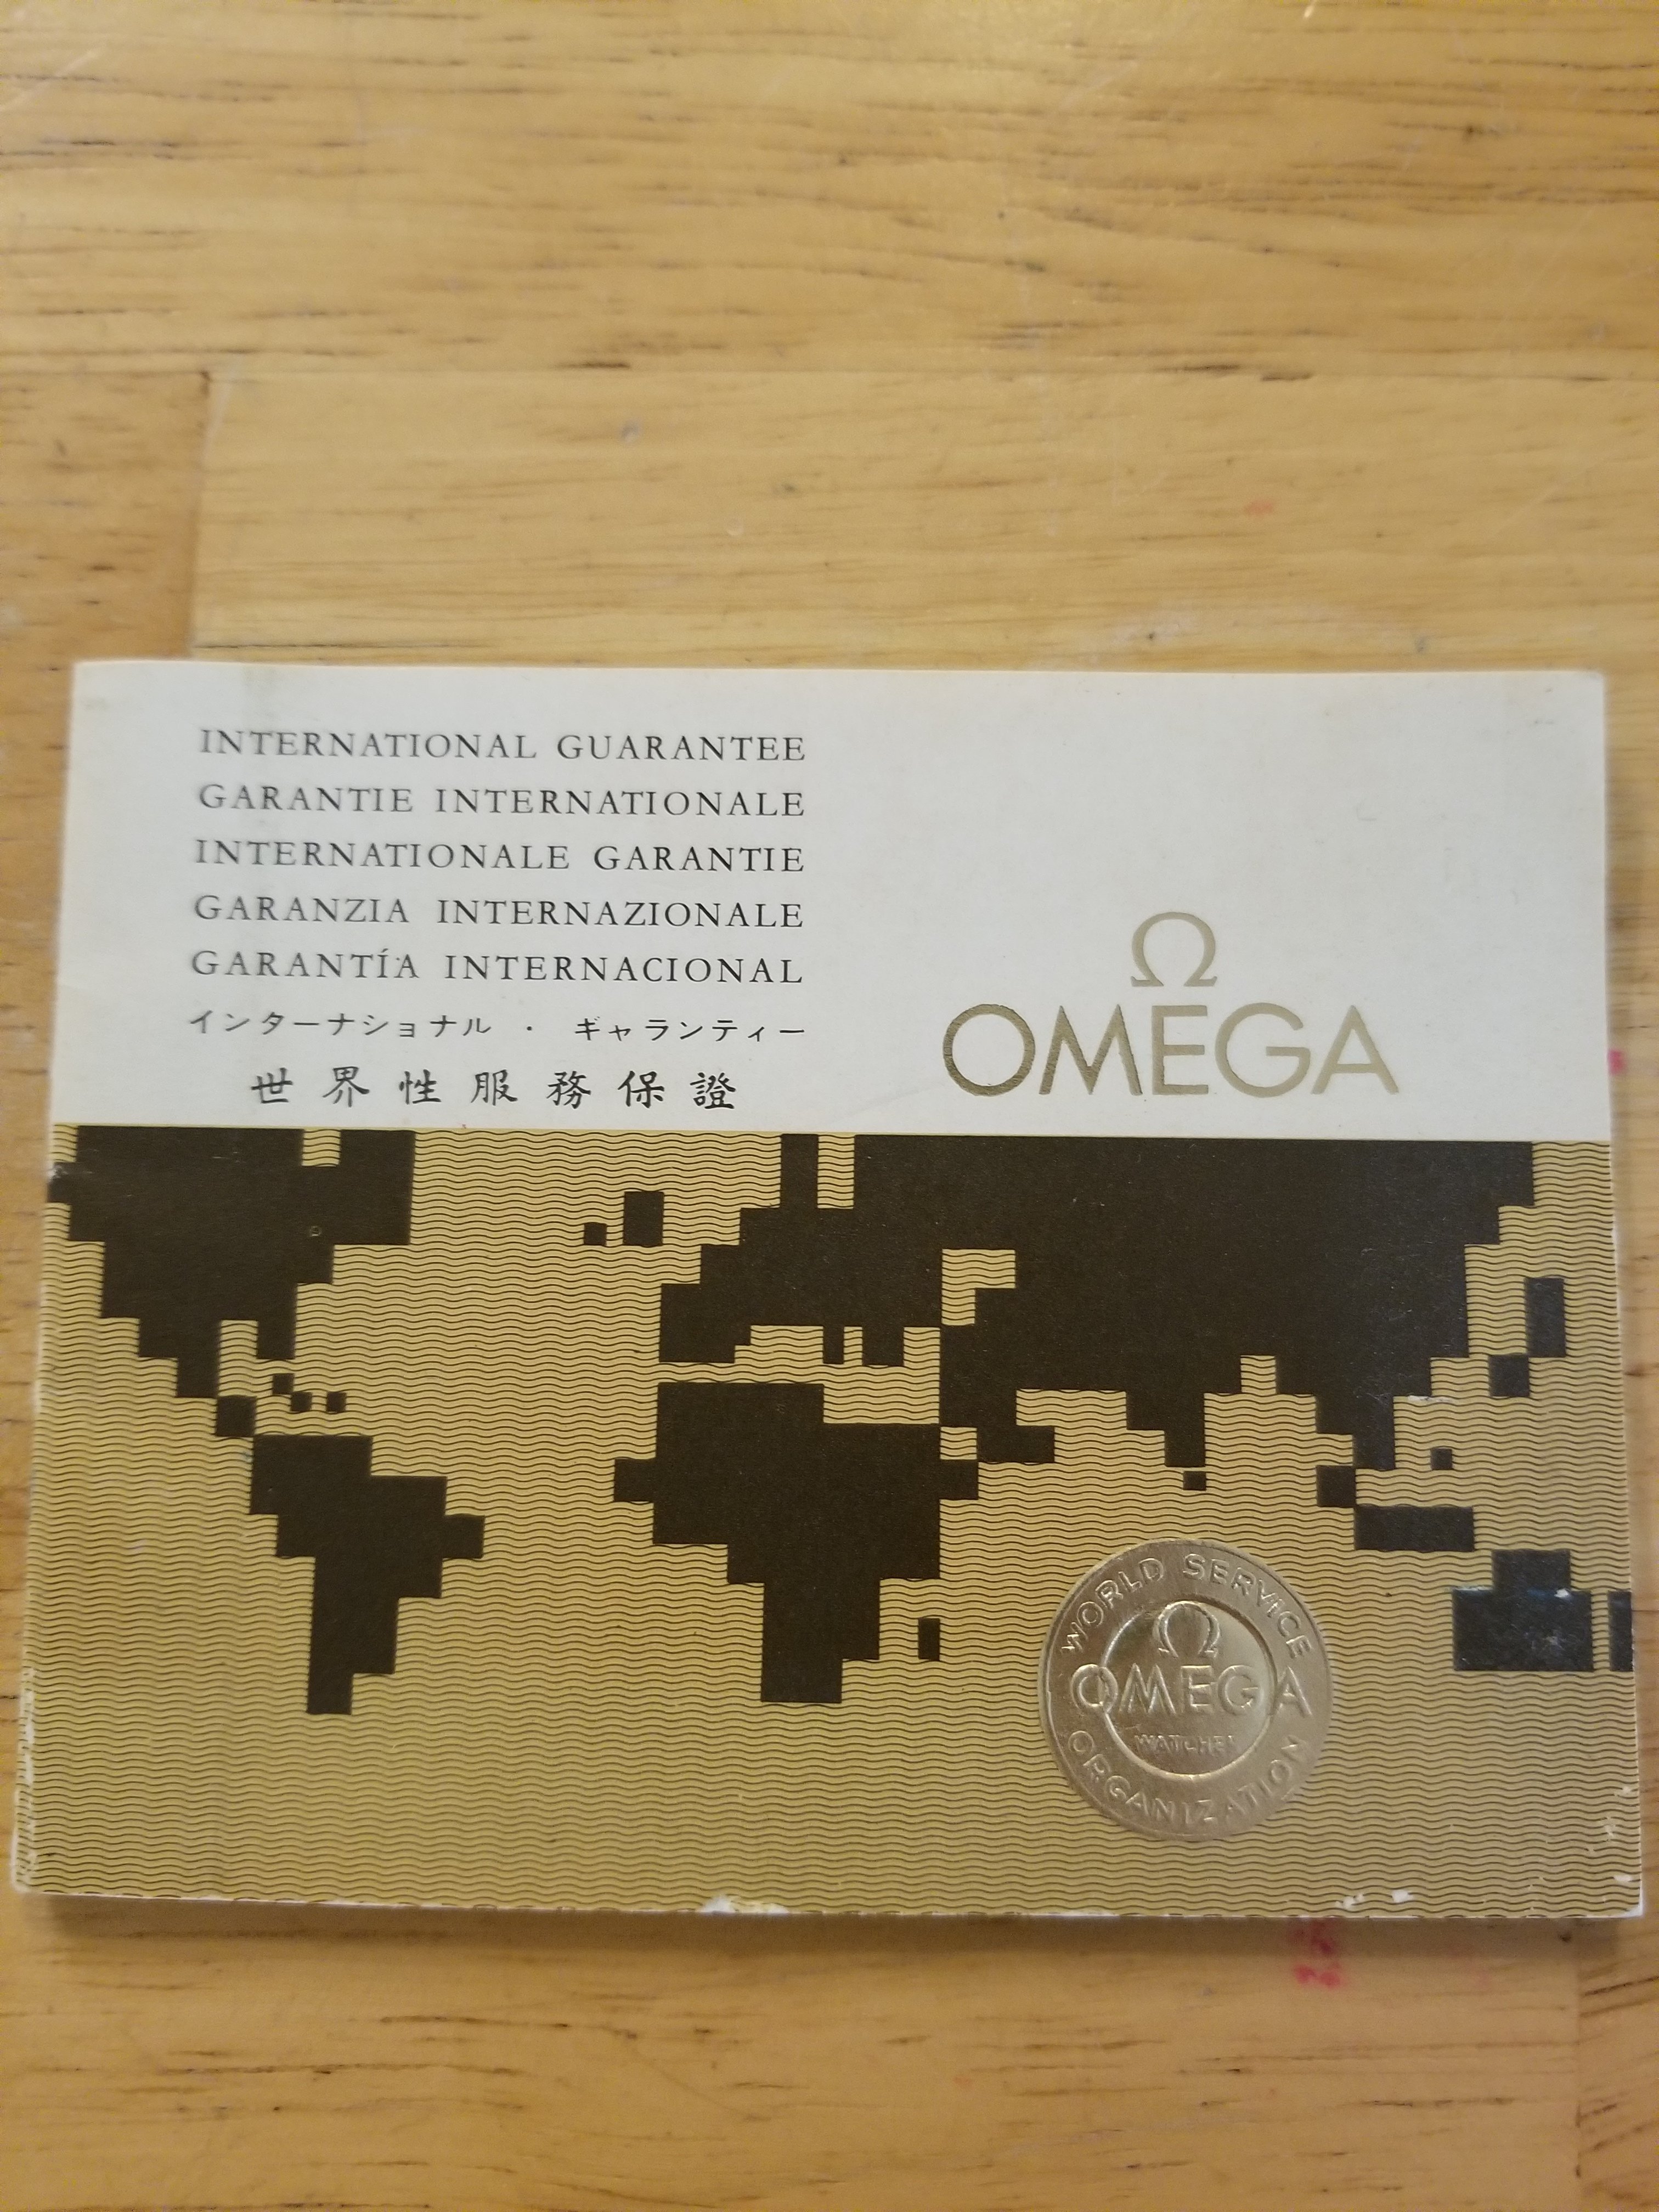 INTERNATIONAL GUARANTEE
GARANTIE INTERNATIONALE
INTERNATIONALE GARANTIE
GARANZIA INTERNAZIONALE
GARANTÍA INTERNACIONAL
インターナショナル · ギャランティー
世界性服務保證
Ω
OMEGA
WORLD SERVICE
Ω
OMEGA
WATCHES
ORGANIZATION